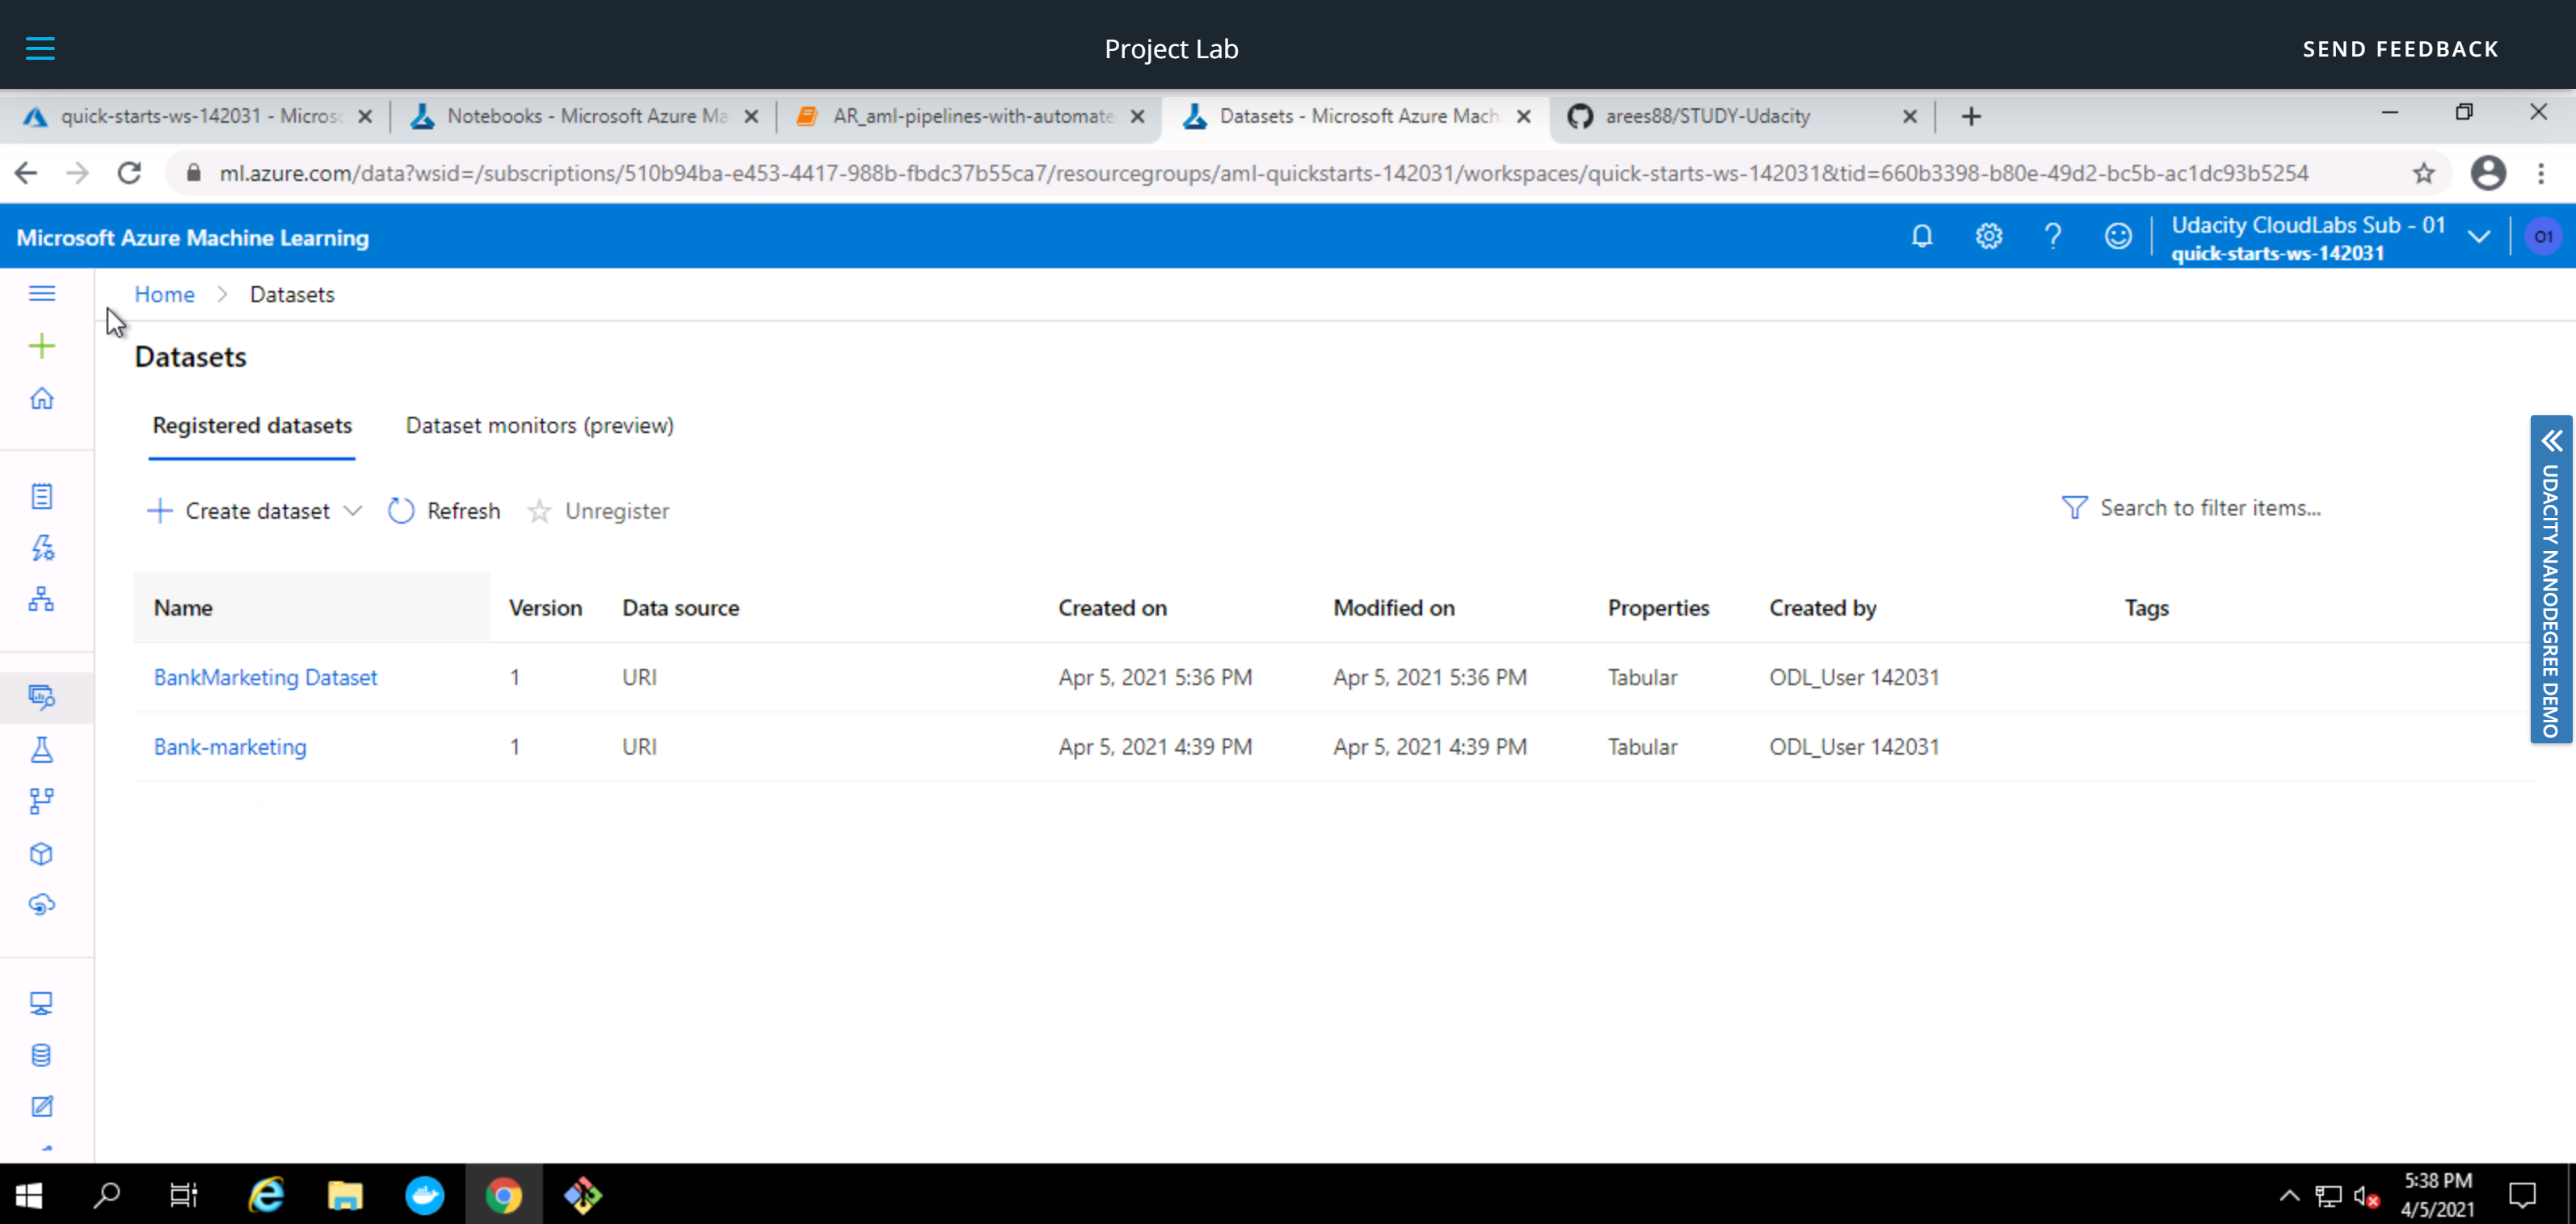 Project Lab
SEND FEEDBACK
quick-starts-ws-142031 - Micros
Notebooks - Microsoft Azure Ma
AR_aml-pipelines-with-automate
Datasets - Microsoft Azure Mach
arees88/STUDY-Udacity
ml.azure.com/data?wsid=/subscriptions/510b94ba-e453-4417-988b-fbdc37b55ca7/resourcegroups/aml-quickstarts-142031/workspaces/quick-starts-ws-142031&tid=660b3398-b80e-49d2-bc5b-ac1dc93b5254
Microsoft Azure Machine Learning
Udacity CloudLabs Sub - 01
quick-starts-ws-142031
O1
Home > Datasets
Datasets
Registered datasets
Dataset monitors (preview)
Create dataset
Refresh
Unregister
Search to filter items...
Name Version Data source Created on Modified on Properties Created by Tags
BankMarketing Dataset 1 URI Apr 5, 2021 5:36 PM Apr 5, 2021 5:36 PM Tabular ODL_User 142031
Bank-marketing 1 URI Apr 5, 2021 4:39 PM Apr 5, 2021 4:39 PM Tabular ODL_User 142031
UDACITY NANODEGREE DEMO
5:38 PM
4/5/2021